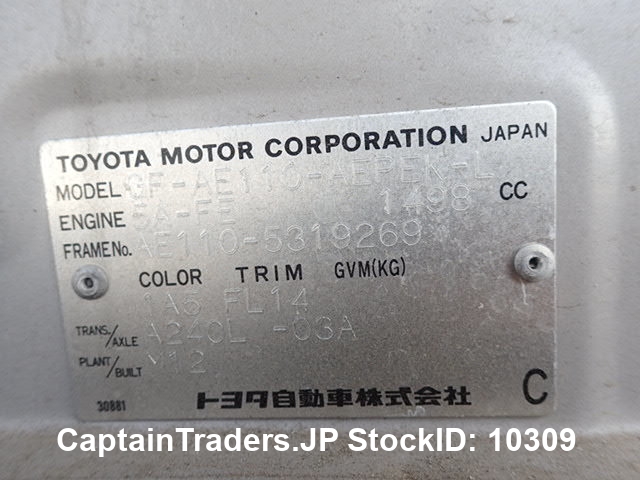 TOYOTA MOTOR CORPORATION JAPAN
MODEL GF-AE110-AEPEK-L
ENGINE 5A-FE 1498 CC
FRAME No. AE110-5319269
COLOR TRIM GVM(KG)
1A5 FL14
TRANS./AXLE A240L -03A
PLANT/BUILT M12
30881 トヨタ自動車株式会社 C
CaptainTraders.JP StockID: 10309